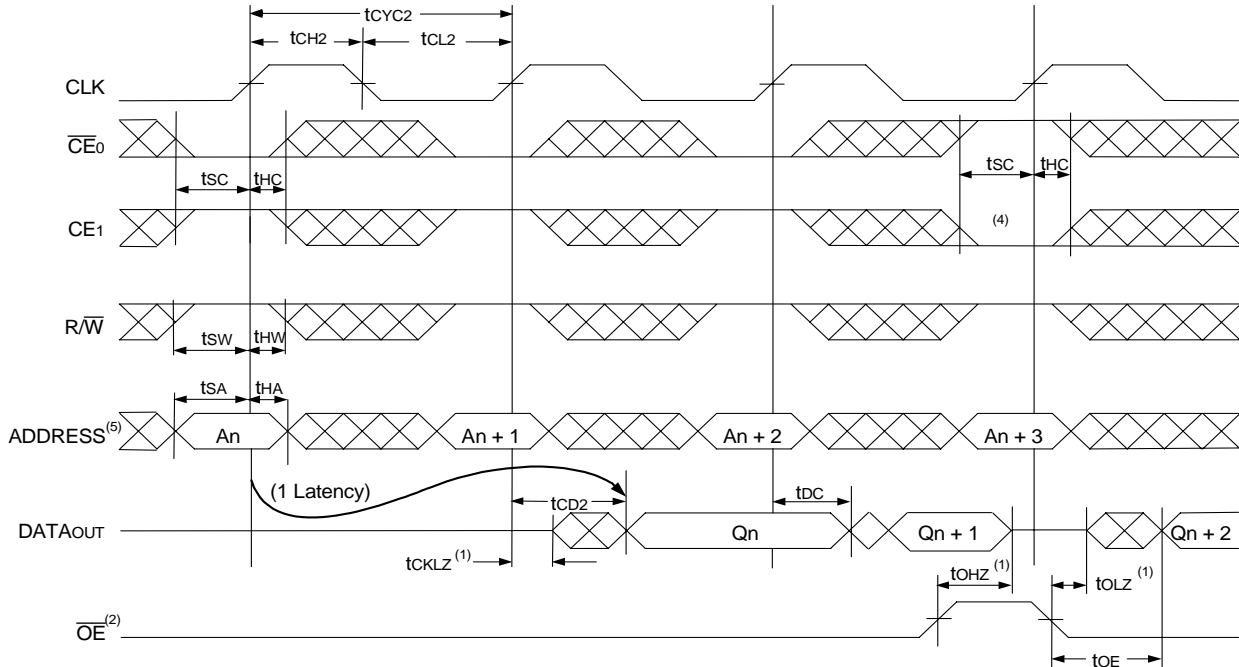 tCYC2
tCH2 tCL2
CLK
CE0
tSC tHC tSC tHC
CE1 (4)
R/W
tSW tHW
tSA tHA
ADDRESS(5) An An + 1 An + 2 An + 3
(1 Latency) tCD2 tDC
DATAOUT Qn Qn + 1 Qn + 2
tCKLZ (1) tOHZ (1) tOLZ (1)
OE(2)
tOE